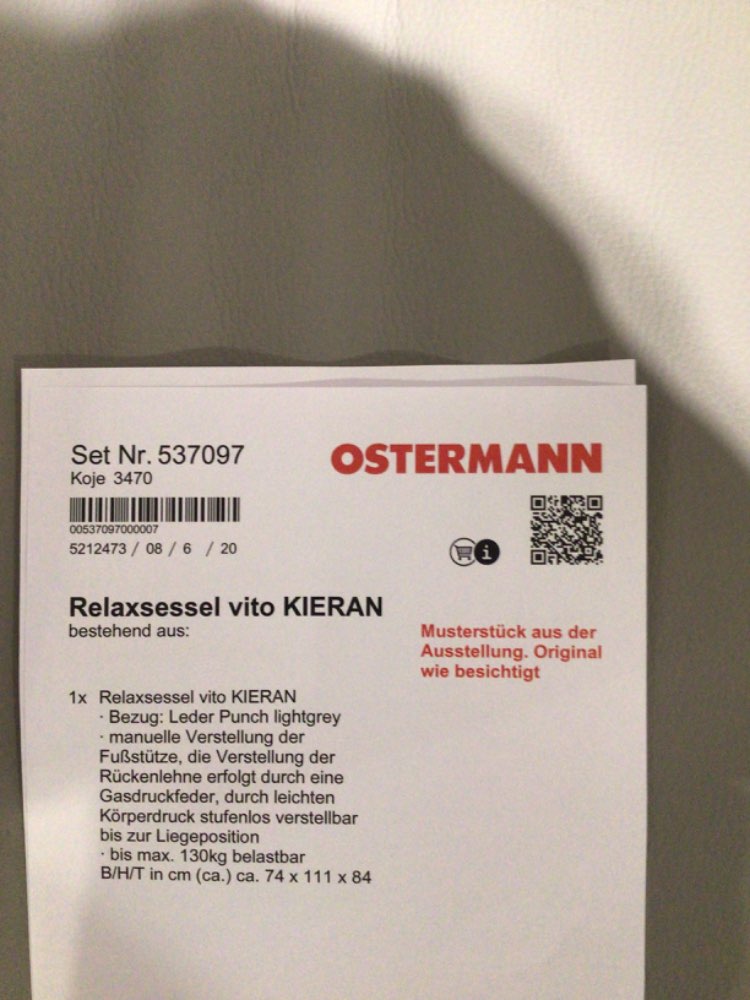 Set Nr. 537097
OSTERMANN
Koje 3470
00537097000007
5212473 / 08 / 6 / 20
i
Relaxsessel vito KIERAN
bestehend aus:
Musterstück aus der
Ausstellung. Original
wie besichtigt
1x Relaxsessel vito KIERAN
· Bezug: Leder Punch lightgrey
· manuelle Verstellung der
Fußstütze, die Verstellung der
Rückenlehne erfolgt durch eine
Gasdruckfeder, durch leichten
Körperdruck stufenlos verstellbar
bis zur Liegeposition
· bis max. 130kg belastbar
B/H/T in cm (ca.) ca. 74 x 111 x 84